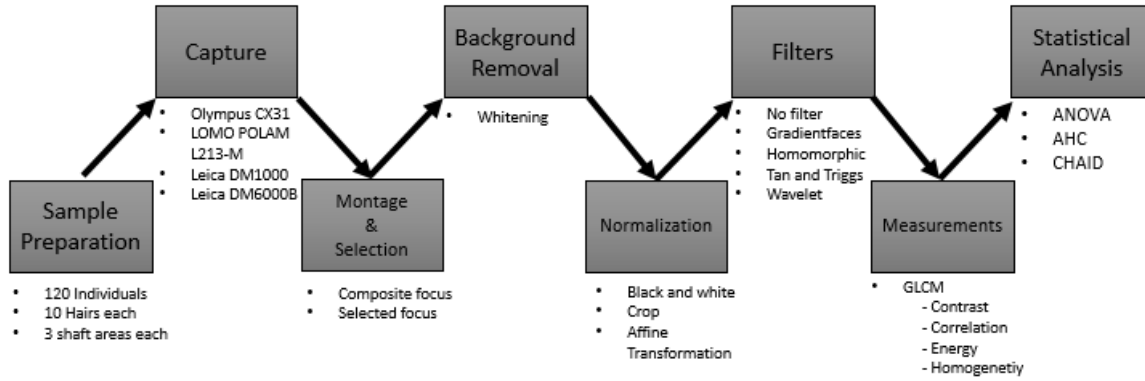 Capture
• Olympus CX31
• LOMO POLAM
L213-M
• Leica DM1000
• Leica DM6000B
Background
Removal
• Whitening
Filters
• No filter
• Gradientfaces
• Homomorphic
• Tan and Triggs
• Wavelet
Statistical
Analysis
• ANOVA
• AHC
• CHAID
Sample
Preparation
• 120 Individuals
• 10 Hairs each
• 3 shaft areas each
Montage
&
Selection
• Composite focus
• Selected focus
Normalization
• Black and white
• Crop
• Affine
Transformation
Measurements
• GLCM
- Contrast
- Correlation
- Energy
- Homogenetiy